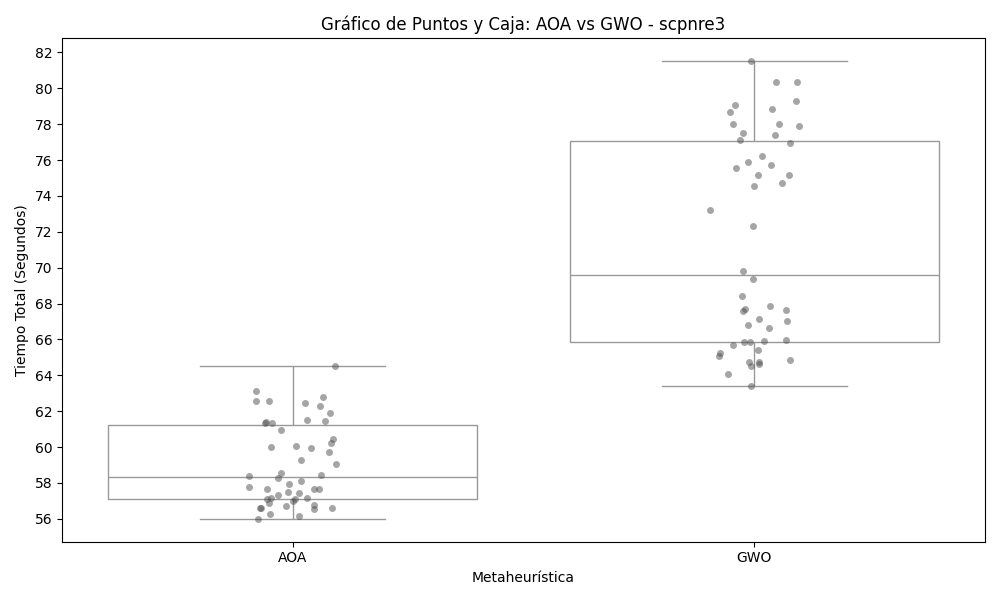 Gráfico de Puntos y Caja: AOA vs GWO - scpnre3
82
80
78
76
74
72
70
68
66
64
62
60
58
56
Tiempo Total (Segundos)
AOA
GWO
Metaheurística